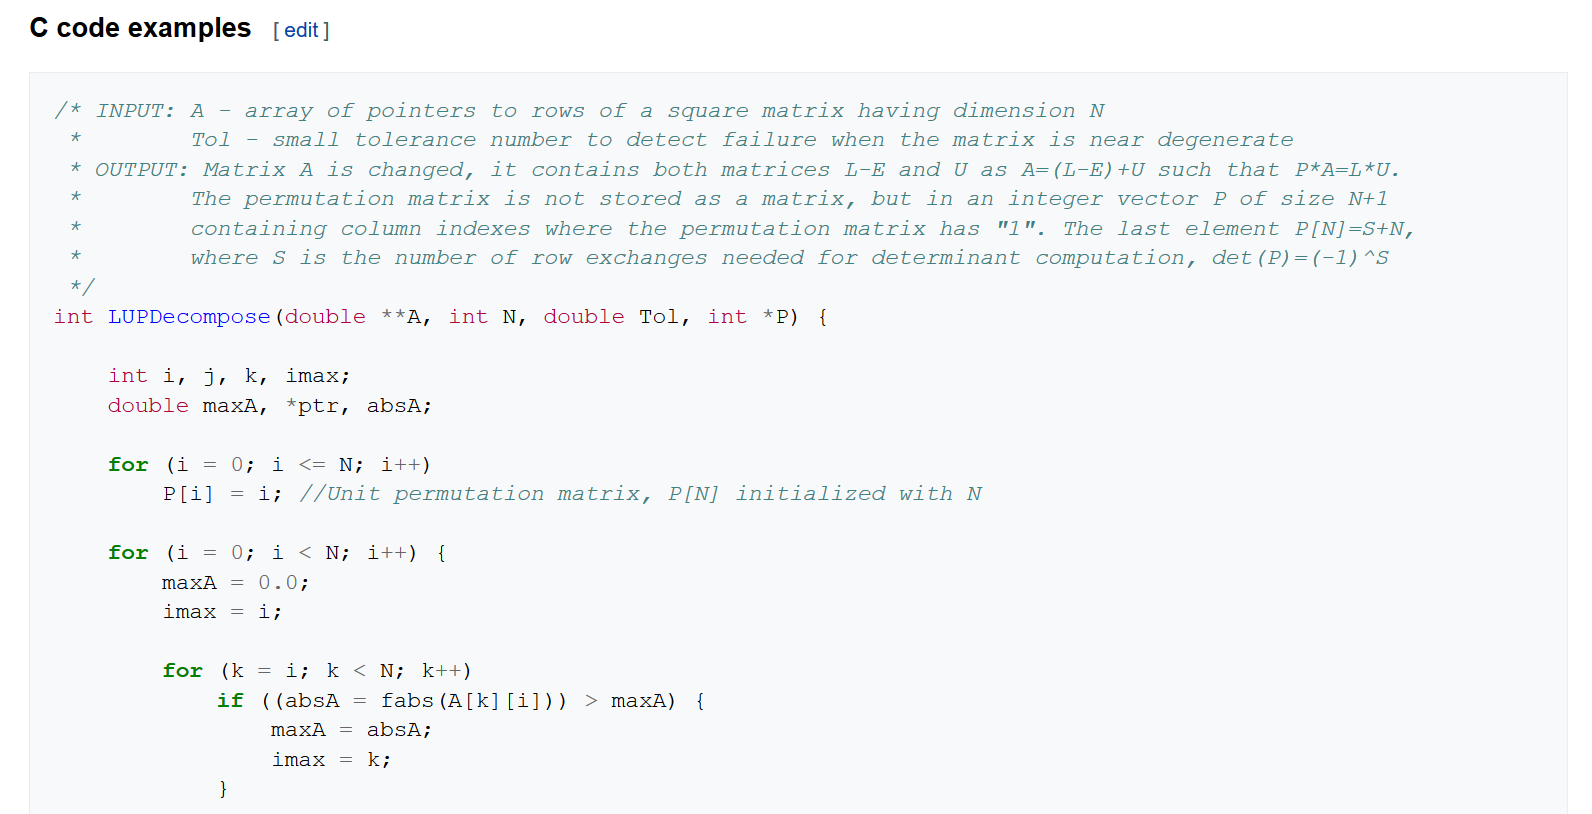 C code examples [ edit ]
/* INPUT: A - array of pointers to rows of a square matrix having dimension N
 *        Tol - small tolerance number to detect failure when the matrix is near degenerate
 * OUTPUT: Matrix A is changed, it contains both matrices L-E and U as A=(L-E)+U such that P*A=L*U.
 *        The permutation matrix is not stored as a matrix, but in an integer vector P of size N+1
 *        containing column indexes where the permutation matrix has "1". The last element P[N]=S+N,
 *        where S is the number of row exchanges needed for determinant computation, det(P)=(-1)^S
 */
int LUPDecompose(double **A, int N, double Tol, int *P) {
    int i, j, k, imax;
    double maxA, *ptr, absA;
    for (i = 0; i <= N; i++)
        P[i] = i; //Unit permutation matrix, P[N] initialized with N
    for (i = 0; i < N; i++) {
        maxA = 0.0;
        imax = i;
        for (k = i; k < N; k++)
            if ((absA = fabs(A[k][i])) > maxA) {
                maxA = absA;
                imax = k;
            }